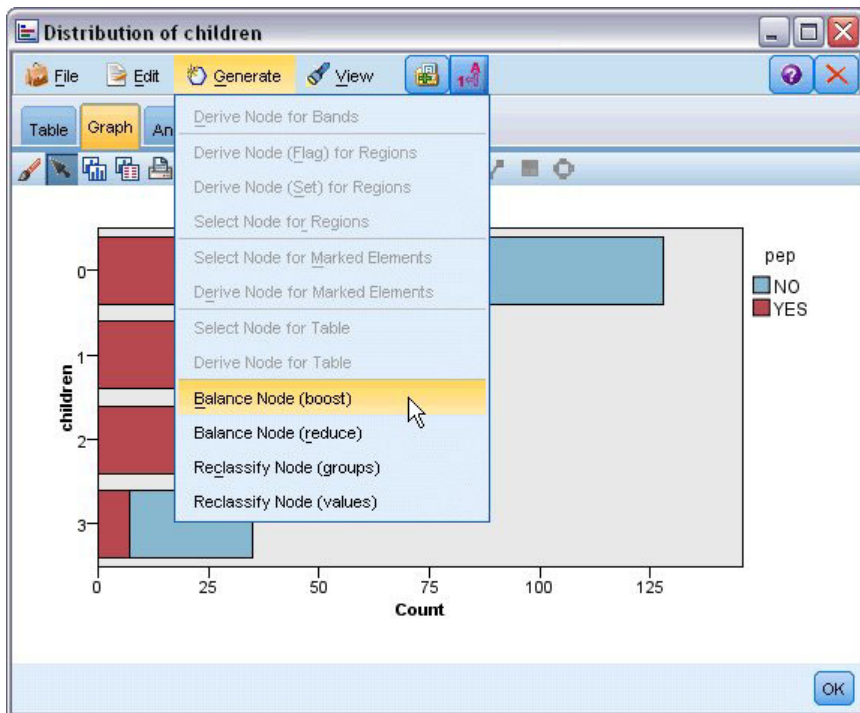 Distribution of children
File Edit Generate View
Table Graph An
Derive Node for Bands
Derive Node (Flag) for Regions
Derive Node (Set) for Regions
Select Node for Regions
Select Node for Marked Elements
Derive Node for Marked Elements
Select Node for Table
Derive Node for Table
Balance Node (boost)
Balance Node (reduce)
Reclassify Node (groups)
Reclassify Node (values)
children
0
1
2
3
0 25 50 75 100 125
Count
pep
NO
YES
OK